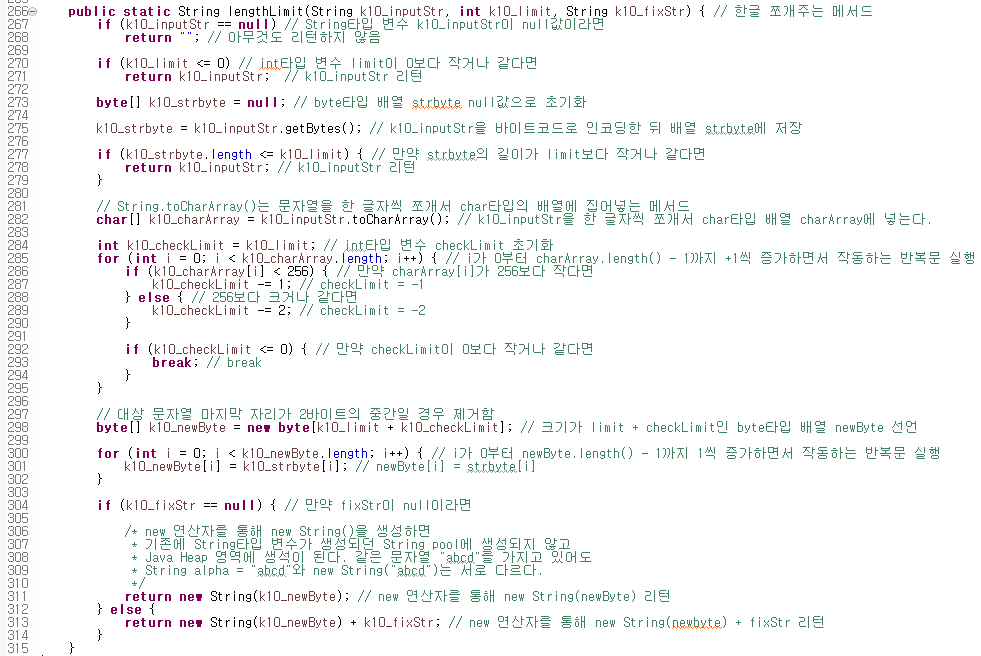 265
266 public static String lengthLimit(String k10_inputStr, int k10_limit, String k10_fixStr) { // 한글 쪼개주는 메서드
267 if (k10_inputStr == null) // String타입 변수 k10_inputStr이 null값이라면
268 return ""; // 아무것도 리턴하지 않음
269
270 if (k10_limit <= 0) // int타입 변수 limit이 0보다 작거나 같다면
271 return k10_inputStr; // k10_inputStr 리턴
272
273 byte[] k10_strbyte = null; // byte타입 배열 strbyte null값으로 초기화
274
275 k10_strbyte = k10_inputStr.getBytes(); // k10_inputStr을 바이트코드로 인코딩한 뒤 배열 strbyte에 저장
276
277 if (k10_strbyte.length <= k10_limit) { // 만약 strbyte의 길이가 limit보다 작거나 같다면
278 return k10_inputStr; // k10_inputStr 리턴
279 }
280
281 // String.toCharArray()는 문자열을 한 글자씩 쪼개서 char타입의 배열에 집어넣는 메서드
282 char[] k10_charArray = k10_inputStr.toCharArray(); // k10_inputStr을 한 글자씩 쪼개서 char타입 배열 charArray에 넣는다.
283
284 int k10_checkLimit = k10_limit; // int타입 변수 checkLimit 초기화
285 for (int i = 0; i < k10_charArray.length; i++) { // i가 0부터 charArray.length() - 1까지 +1씩 증가하면서 작동하는 반복문 실행
286 if (k10_charArray[i] < 256) { // 만약 charArray[i]가 256보다 작다면
287 k10_checkLimit -= 1; // checkLimit = -1
288 } else { // 256보다 크거나 같다면
289 k10_checkLimit -= 2; // checkLimit = -2
290 }
291
292 if (k10_checkLimit <= 0) { // 만약 checkLimit이 0보다 작거나 같다면
293 break; // break
294 }
295 }
296
297 // 대상 문자열 마지막 자리가 2바이트의 중간일 경우 제거함
298 byte[] k10_newByte = new byte[k10_limit + k10_checkLimit]; // 크기가 limit + checkLimit인 byte타입 배열 newByte 선언
299
300 for (int i = 0; i < k10_newByte.length; i++) { // i가 0부터 newByte.length() - 1까지 1씩 증가하면서 작동하는 반복문 실행
301 k10_newByte[i] = k10_strbyte[i]; // newByte[i] = strbyte[i]
302 }
303
304 if (k10_fixStr == null) { // 만약 fixStr이 null이라면
305
306 /* new 연산자를 통해 new String()을 생성하면
307 * 기존에 String타입 변수가 생성되던 String pool에 생성되지 않고
308 * Java Heap 영역에 생성이 된다. 같은 문자열 "abcd"를 가지고 있어도
309 * String alpha = "abcd"와 new String("abcd")는 서로 다르다.
310 */
311 return new String(k10_newByte); // new 연산자를 통해 new String(newByte) 리턴
312 } else {
313 return new String(k10_newByte) + k10_fixStr; // new 연산자를 통해 new String(newbyte) + fixStr 리턴
314 }
315 }